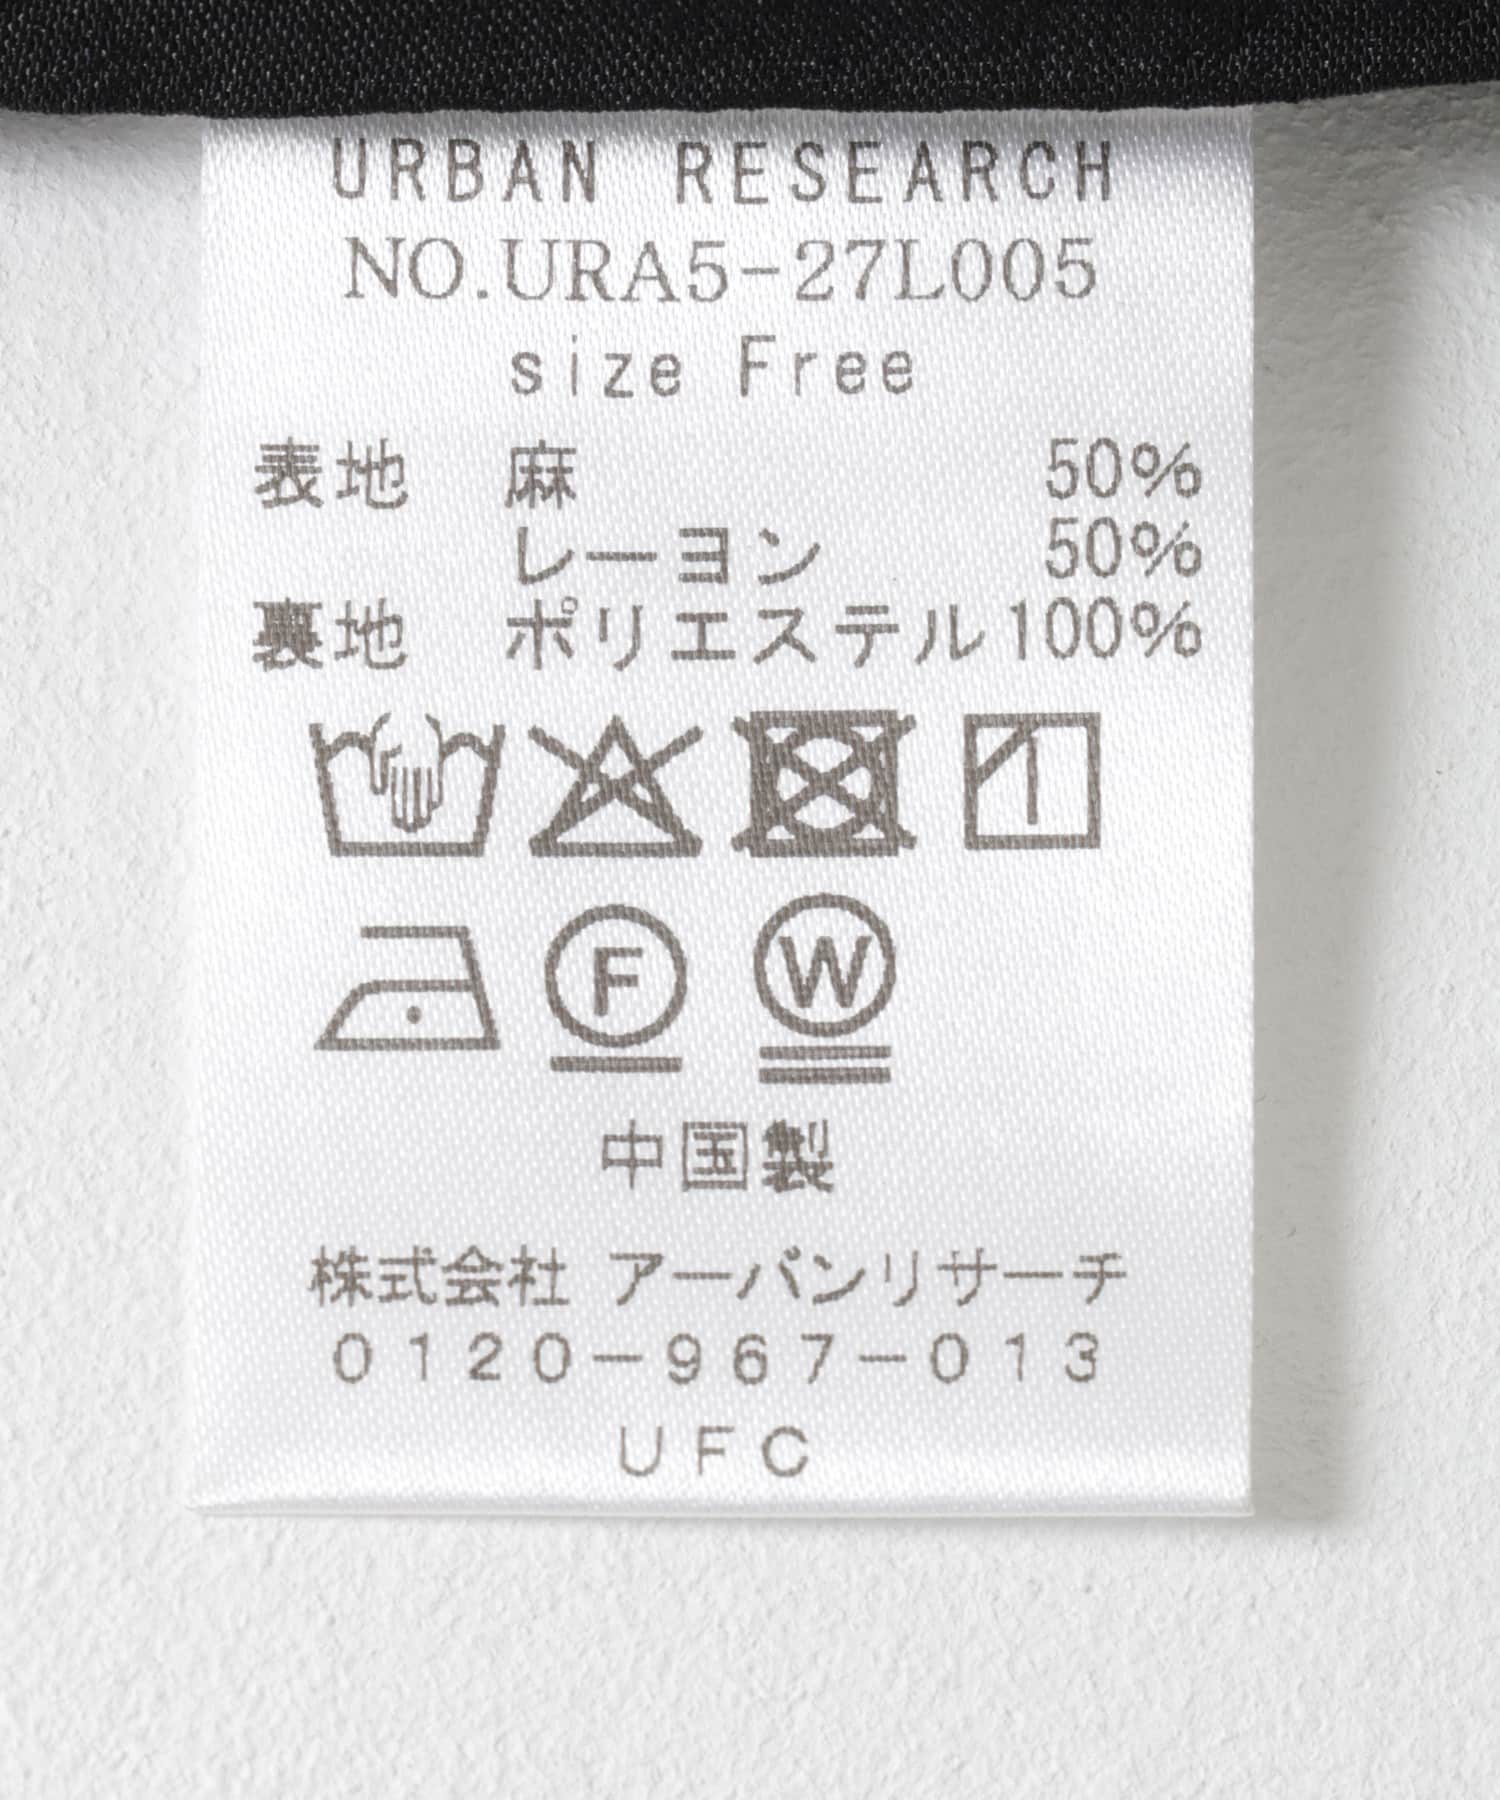 URBAN RESEARCH
NO.URA5-27L005
size Free
表地 麻 50%
レーヨン 50%
裏地 ポリエステル100%
F W
中国製
株式会社 アーバンリサーチ
0120-967-013
UFC